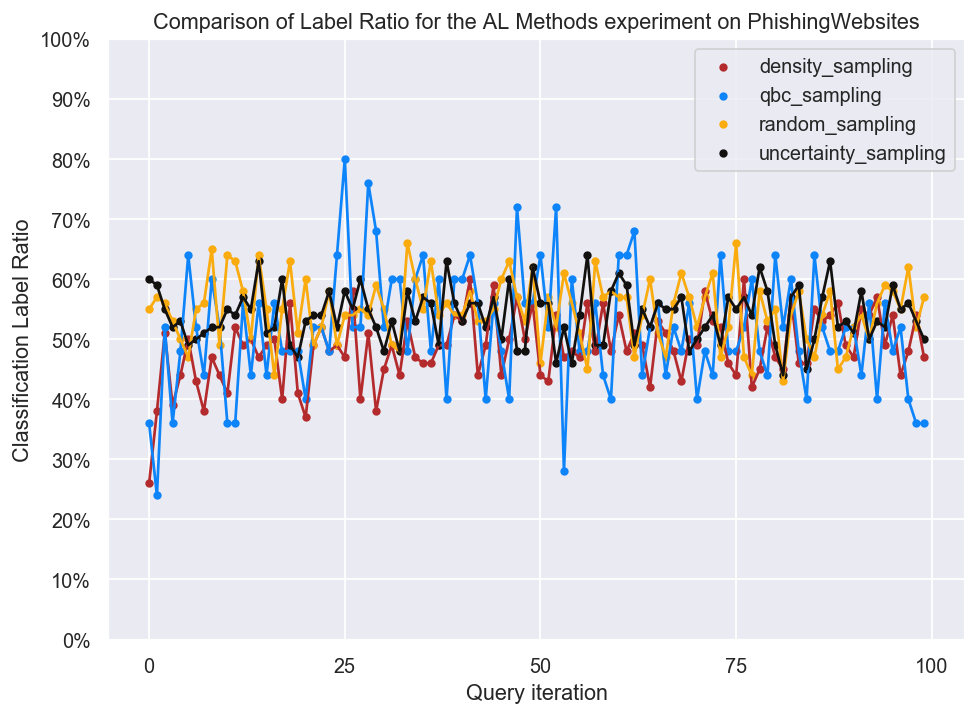 Comparison of Label Ratio for the AL Methods experiment on PhishingWebsites
100%
90%
80%
70%
60%
50%
40%
30%
20%
10%
0%
Classification Label Ratio
density_sampling
qbc_sampling
random_sampling
uncertainty_sampling
0 25 50 75 100
Query iteration